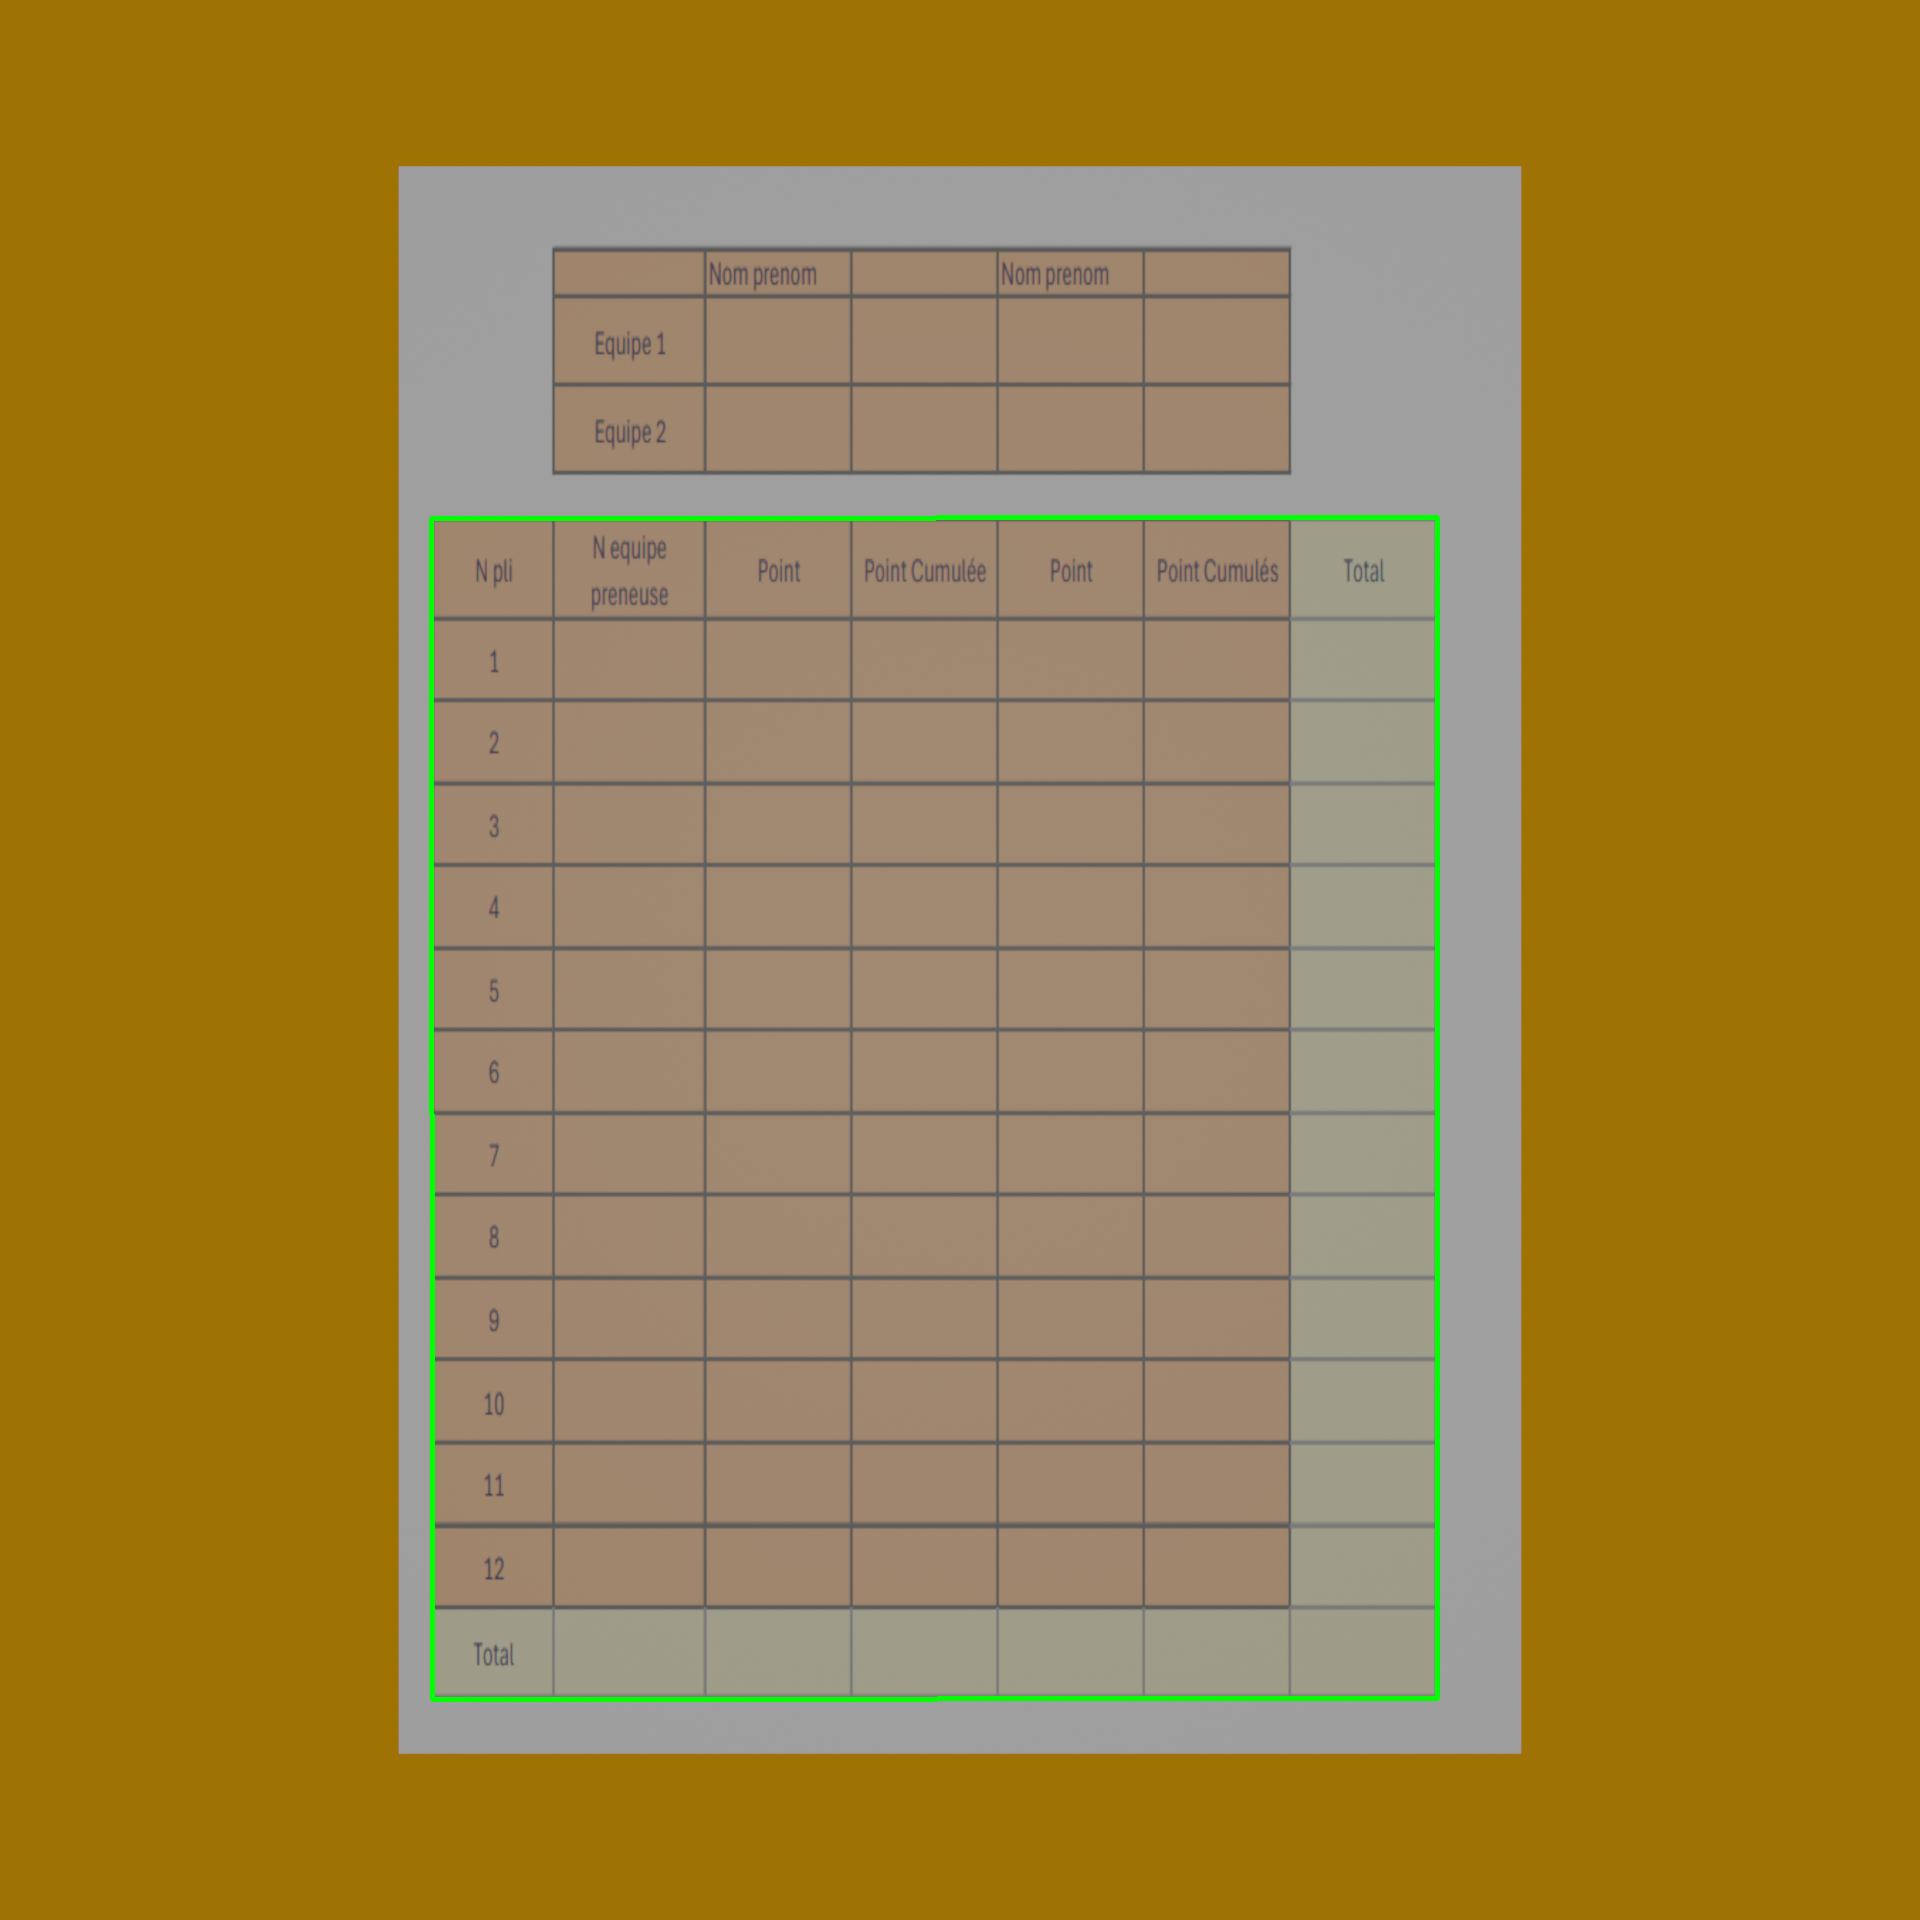 Nom prenom Nom prenom
Equipe 1
Equipe 2
N pli N equipe preneuse Point Point Cumulée Point Point Cumulés Total
1
2
3
4
5
6
7
8
9
10
11
12
Total